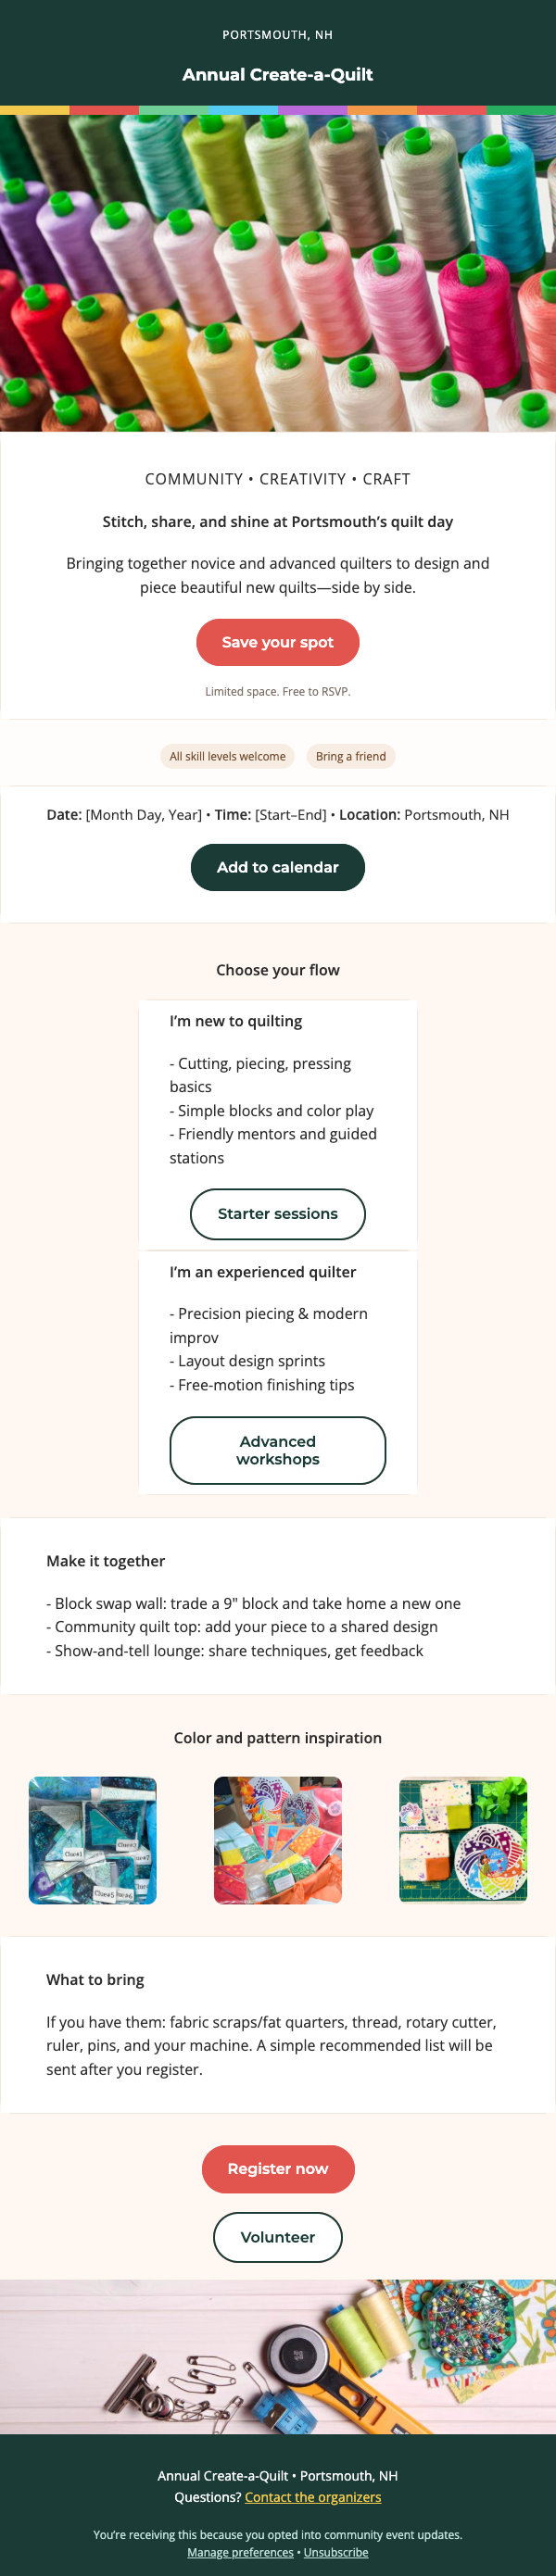 PORTSMOUTH, NH
Annual Create-a-Quilt
COMMUNITY • CREATIVITY • CRAFT
Stitch, share, and shine at Portsmouth’s quilt day
Bringing together novice and advanced quilters to design and
piece beautiful new quilts—side by side.
Save your spot
Limited space. Free to RSVP.
All skill levels welcome
Bring a friend
Date: [Month Day, Year] • Time: [Start–End] • Location: Portsmouth, NH
Add to calendar
Choose your flow
I’m new to quilting
- Cutting, piecing, pressing
basics
- Simple blocks and color play
- Friendly mentors and guided
stations
Starter sessions
I’m an experienced quilter
- Precision piecing & modern
improv
- Layout design sprints
- Free-motion finishing tips
Advanced
workshops
Make it together
- Block swap wall: trade a 9" block and take home a new one
- Community quilt top: add your piece to a shared design
- Show-and-tell lounge: share techniques, get feedback
Color and pattern inspiration
What to bring
If you have them: fabric scraps/fat quarters, thread, rotary cutter,
ruler, pins, and your machine. A simple recommended list will be
sent after you register.
Register now
Volunteer
Annual Create-a-Quilt • Portsmouth, NH
Questions? Contact the organizers
You’re receiving this because you opted into community event updates.
Manage preferences • Unsubscribe